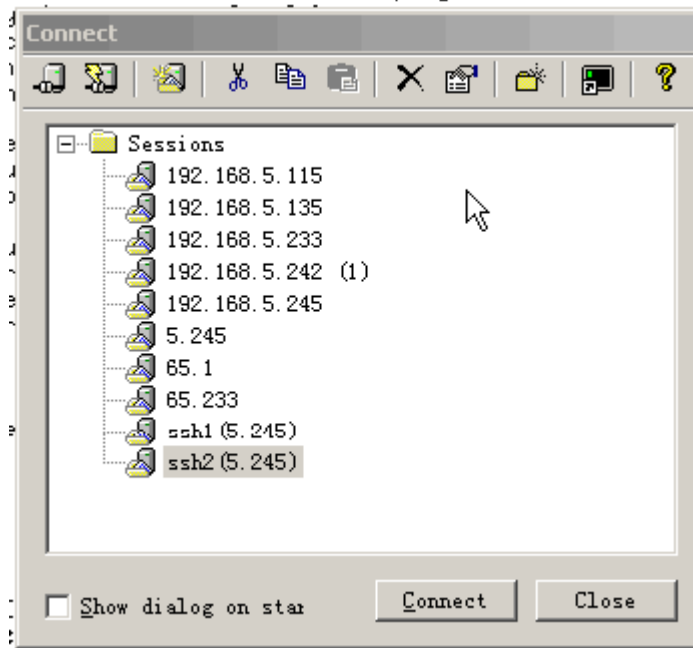 Connect
Sessions
192.168.5.115
192.168.5.135
192.168.5.233
192.168.5.242 (1)
192.168.5.245
5.245
65.1
65.233
ssh1(5.245)
ssh2(5.245)
Show dialog on star
Connect
Close